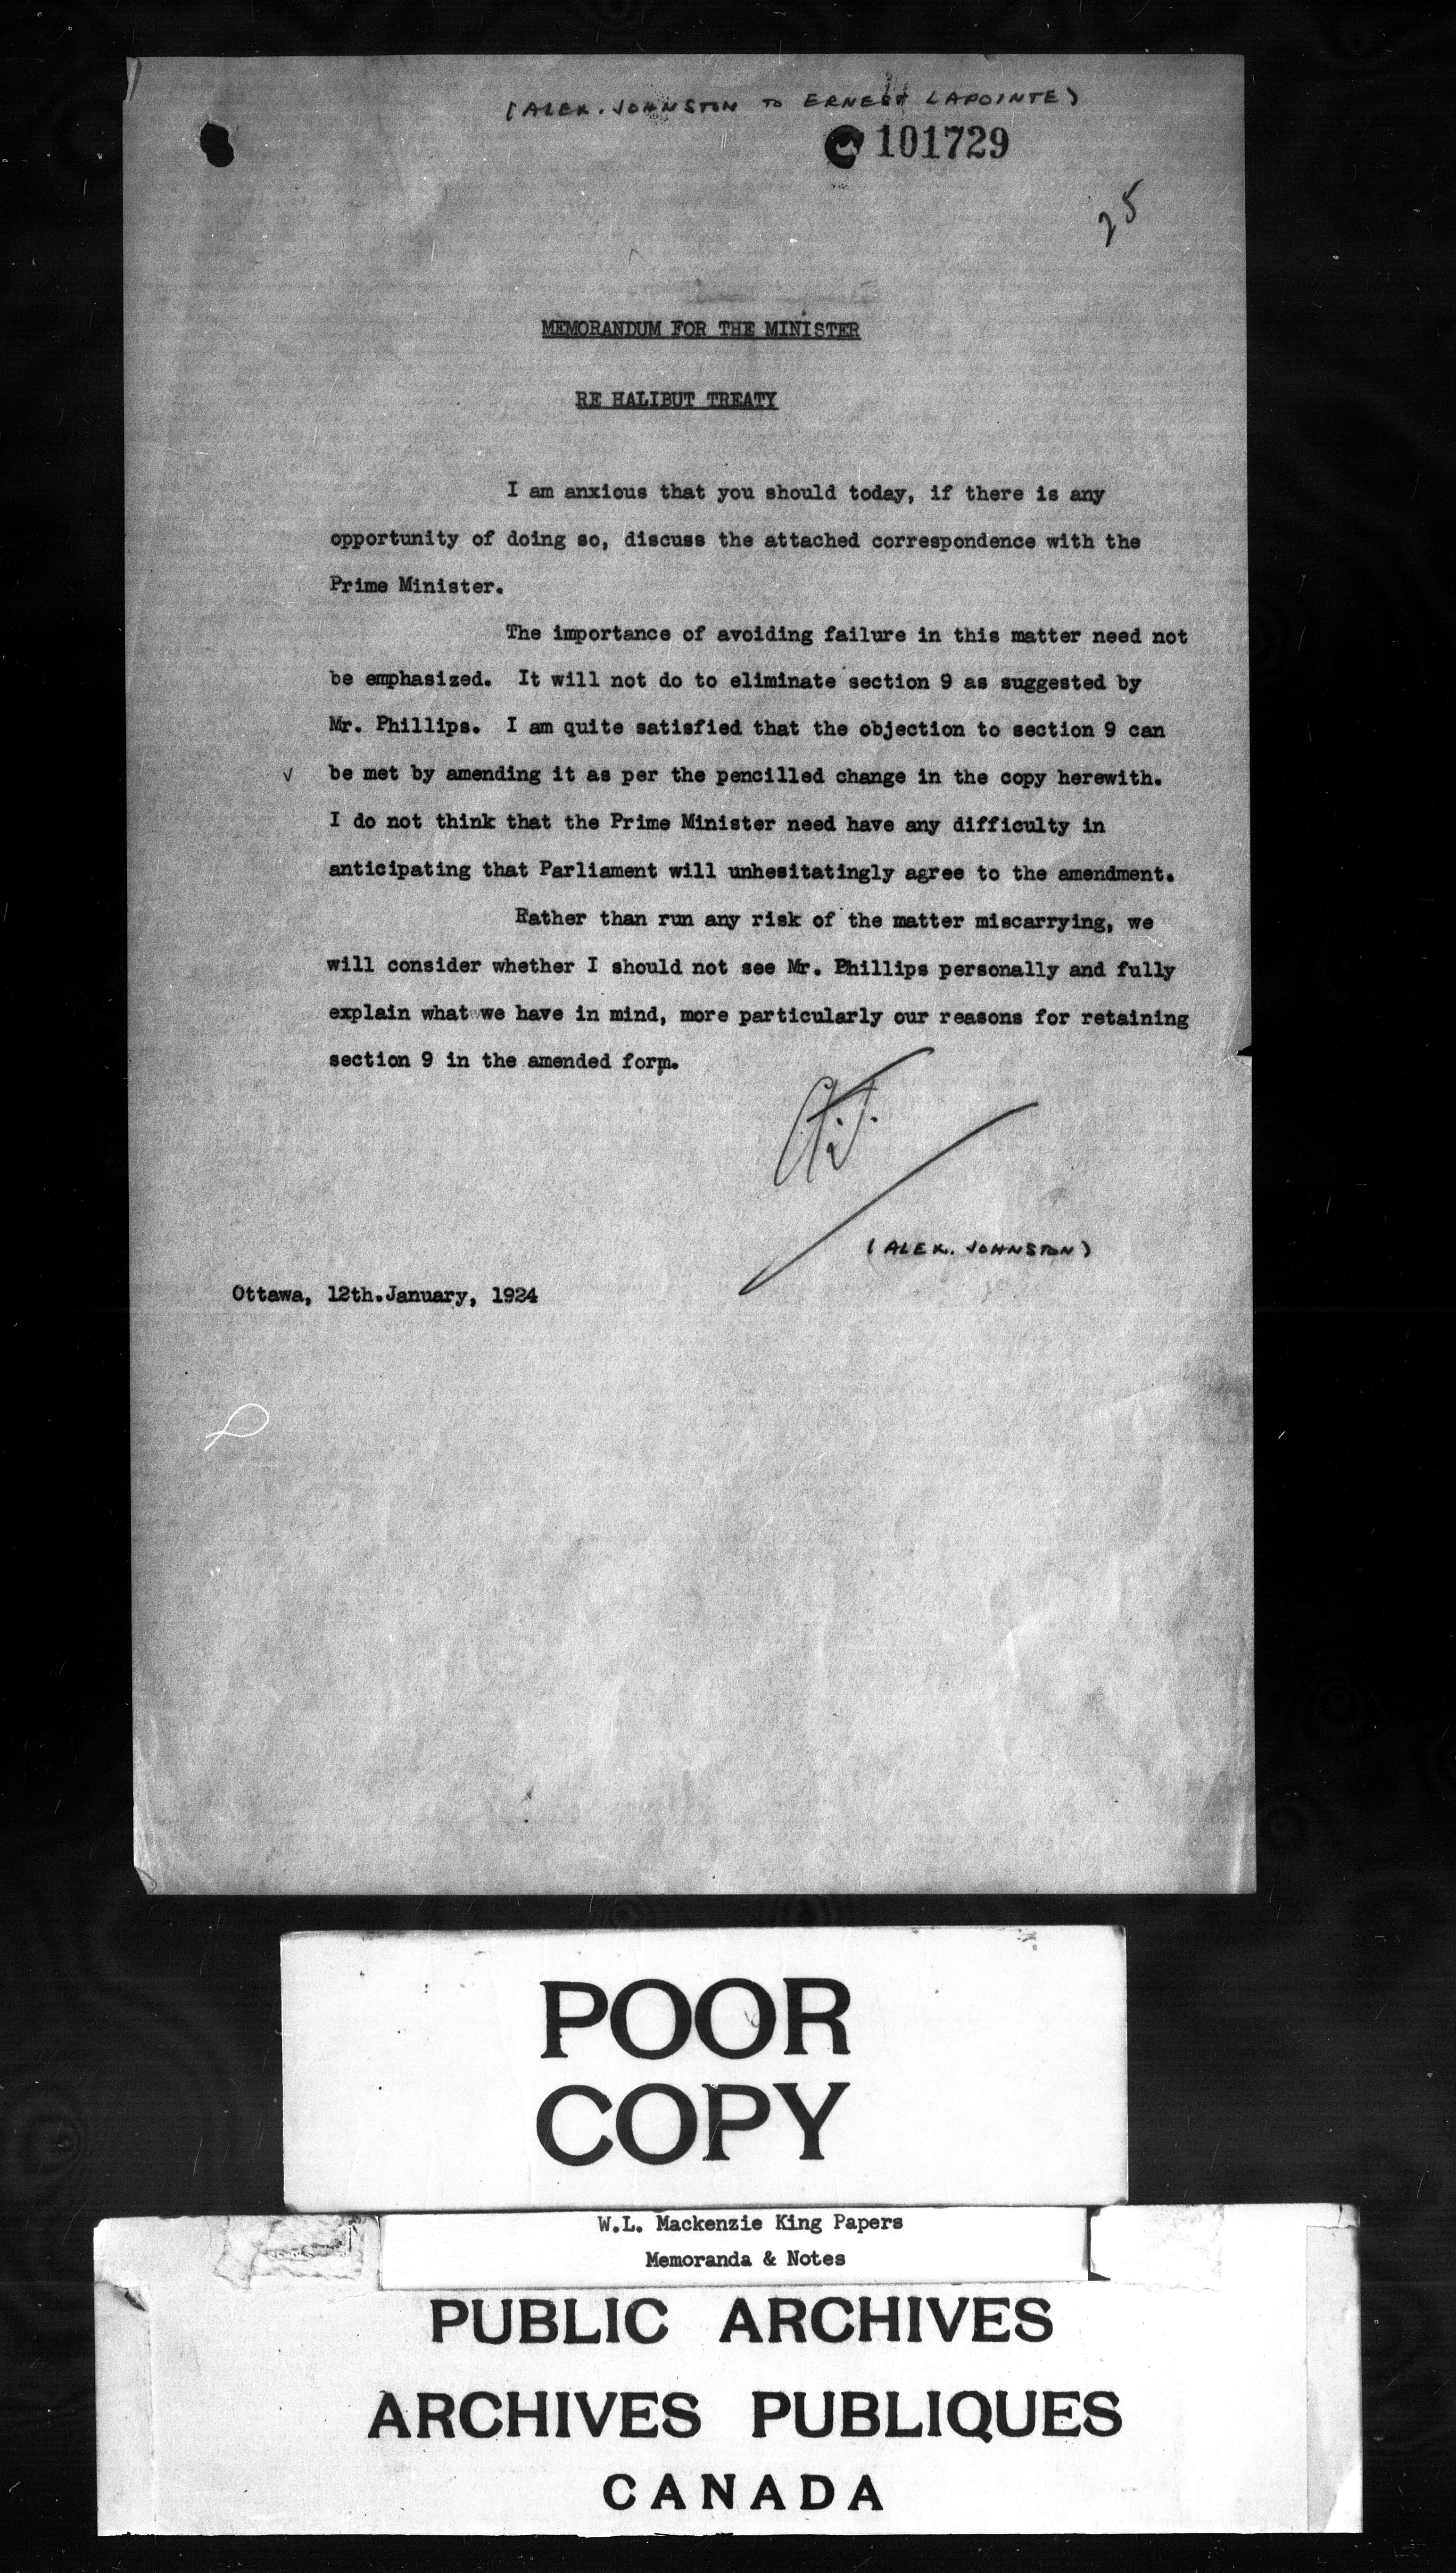 (ALEX. JOHNSTON TO ERNEST LAPOINTE)
C 101729
25
MEMORANDUM FOR THE MINISTER
RE HALIBUT TREATY
I am anxious that you should today, if there is any
opportunity of doing so, discuss the attached correspondence with the
Prime Minister.
The importance of avoiding failure in this matter need not
be emphasized. It will not do to eliminate section 9 as suggested by
Mr. Phillips. I am quite satisfied that the objection to section 9 can
√ be met by amending it as per the pencilled change in the copy herewith.
I do not think that the Prime Minister need have any difficulty in
anticipating that Parliament will unhesitatingly agree to the amendment.
Rather than run any risk of the matter miscarrying, we
will consider whether I should not see Mr. Phillips personally and fully
explain what we have in mind, more particularly our reasons for retaining
section 9 in the amended form.
A.J.
(ALEX. JOHNSTON)
Ottawa, 12th.January, 1924
POOR
COPY
W.L. Mackenzie King Papers
Memoranda & Notes
PUBLIC ARCHIVES
ARCHIVES PUBLIQUES
CANADA